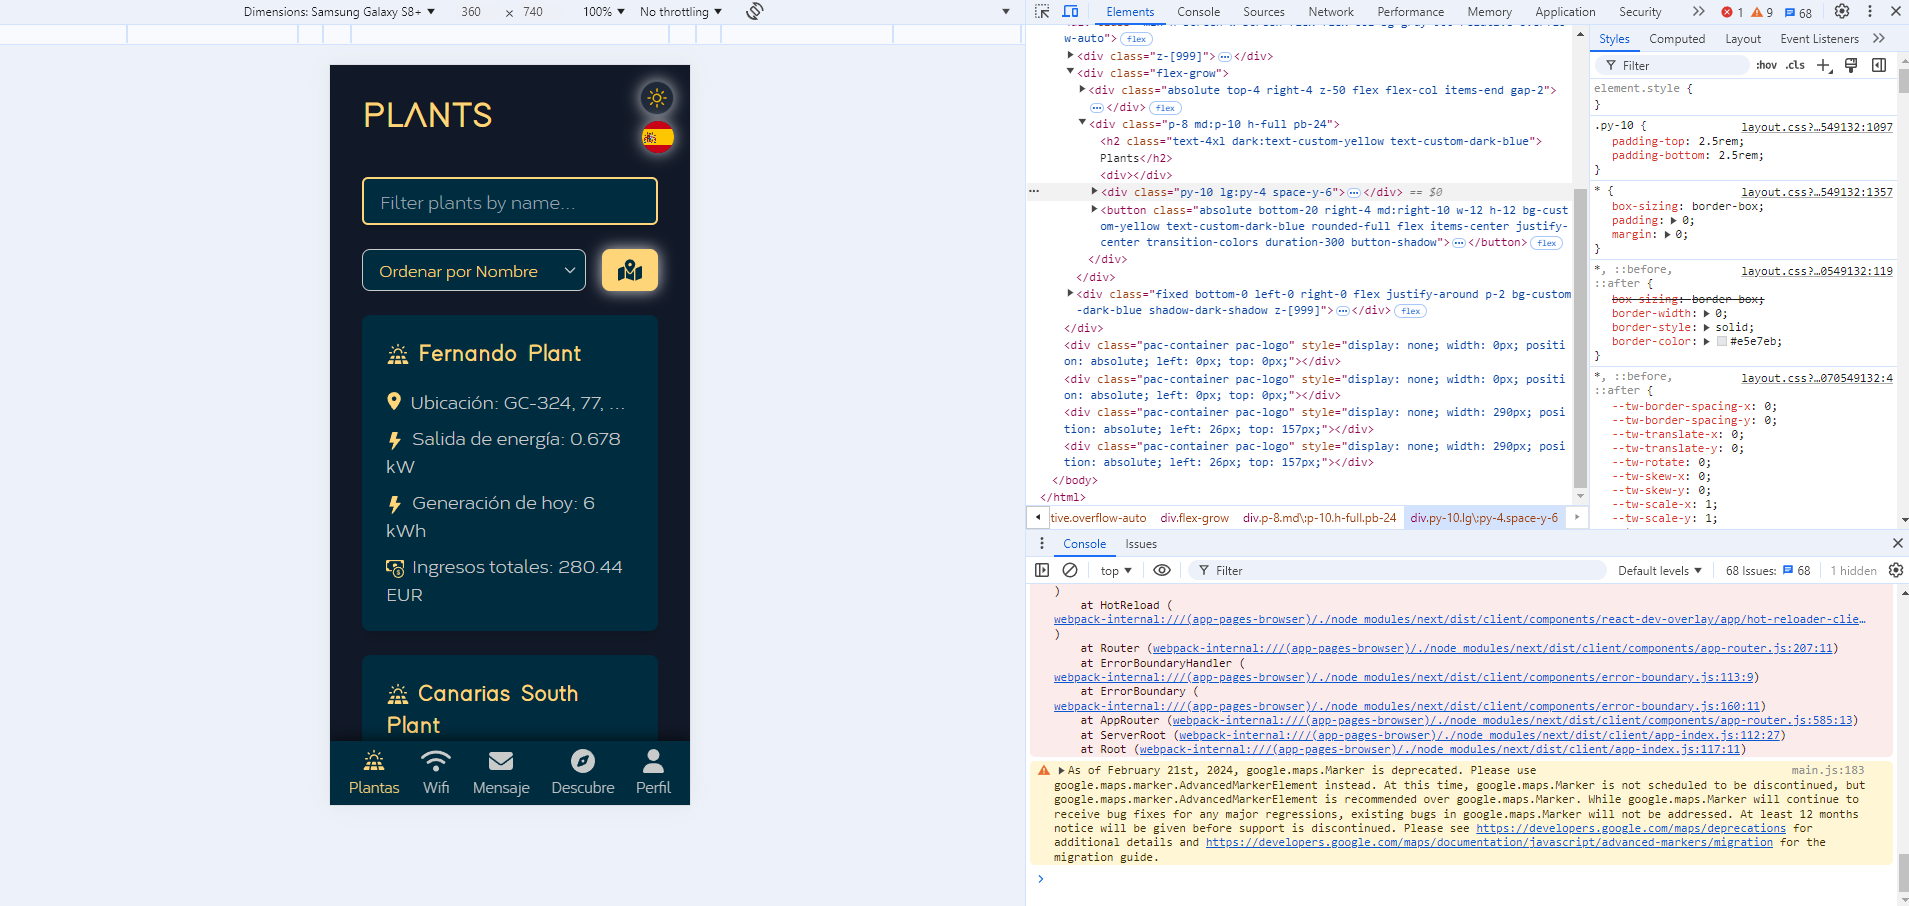 Dimensions: Samsung Galaxy S8+ ▼ 360 × 740 100% ▼ No throttling ▼
PLANTS
Filter plants by name...
Ordenar por Nombre
Fernando Plant
Ubicación: GC-324, 77, ...
Salida de energía: 0.678
kW
Generación de hoy: 6
kWh
Ingresos totales: 280.44
EUR
Canarias South
Plant
Plantas Wifi Mensaje Descubre Perfil
Elements Console Sources Network Performance Memory Application Security 1 9 68
w-auto"> flex
<div class="z-[999]">…</div>
<div class="flex-grow">
<div class="absolute top-4 right-4 z-50 flex flex-col items-end gap-2">
…</div> flex
<div class="p-8 md:p-10 h-full pb-24">
<h2 class="text-4xl dark:text-custom-yellow text-custom-dark-blue">
Plants</h2>
<div></div>
<div class="py-10 lg:py-4 space-y-6">…</div> == $0
<button class="absolute bottom-20 right-4 md:right-10 w-12 h-12 bg-cust
om-yellow text-custom-dark-blue rounded-full flex items-center justify-
center transition-colors duration-300 button-shadow">…</button> flex
</div>
</div>
<div class="fixed bottom-0 left-0 right-0 flex justify-around p-2 bg-custom
-dark-blue shadow-dark-shadow z-[999]">…</div> flex
</div>
<div class="pac-container pac-logo" style="display: none; width: 0px; positi
on: absolute; left: 0px; top: 0px;"></div>
<div class="pac-container pac-logo" style="display: none; width: 0px; positi
on: absolute; left: 0px; top: 0px;"></div>
<div class="pac-container pac-logo" style="display: none; width: 290px; posi
tion: absolute; left: 26px; top: 157px;"></div>
<div class="pac-container pac-logo" style="display: none; width: 290px; posi
tion: absolute; left: 26px; top: 157px;"></div>
</body>
</html>
tive.overflow-auto div.flex-grow div.p-8.md\:p-10.h-full.pb-24 div.py-10.lg\:py-4.space-y-6
Styles Computed Layout Event Listeners
Filter :hov .cls
element.style {
}
.py-10 { layout.css?…549132:1097
padding-top: 2.5rem;
padding-bottom: 2.5rem;
}
* { layout.css?…549132:1357
box-sizing: border-box;
padding: ▶ 0;
margin: ▶ 0;
}
*, ::before, layout.css?…0549132:119
::after {
box-sizing: border-box;
border-width: ▶ 0;
border-style: ▶ solid;
border-color: ▶ #e5e7eb;
}
*, ::before, layout.css?…070549132:4
::after {
--tw-border-spacing-x: 0;
--tw-border-spacing-y: 0;
--tw-translate-x: 0;
--tw-translate-y: 0;
--tw-rotate: 0;
--tw-skew-x: 0;
--tw-skew-y: 0;
--tw-scale-x: 1;
--tw-scale-y: 1;
Console Issues
top ▼ Filter Default levels ▼ 68 Issues: 68 1 hidden
)
at HotReload (
webpack-internal:///(app-pages-browser)/./node_modules/next/dist/client/components/react-dev-overlay/app/hot-reloader-clie…
)
at Router (webpack-internal:///(app-pages-browser)/./node_modules/next/dist/client/components/app-router.js:207:11)
at ErrorBoundaryHandler (
webpack-internal:///(app-pages-browser)/./node_modules/next/dist/client/components/error-boundary.js:113:9)
at ErrorBoundary (
webpack-internal:///(app-pages-browser)/./node_modules/next/dist/client/components/error-boundary.js:160:11)
at AppRouter (webpack-internal:///(app-pages-browser)/./node_modules/next/dist/client/components/app-router.js:585:13)
at ServerRoot (webpack-internal:///(app-pages-browser)/./node_modules/next/dist/client/app-index.js:112:27)
at Root (webpack-internal:///(app-pages-browser)/./node_modules/next/dist/client/app-index.js:117:11)
▶As of February 21st, 2024, google.maps.Marker is deprecated. Please use main.js:183
google.maps.marker.AdvancedMarkerElement instead. At this time, google.maps.Marker is not scheduled to be discontinued, but
google.maps.marker.AdvancedMarkerElement is recommended over google.maps.Marker. While google.maps.Marker will continue to
receive bug fixes for any major regressions, existing bugs in google.maps.Marker will not be addressed. At least 12 months
notice will be given before support is discontinued. Please see https://developers.google.com/maps/deprecations for
additional details and https://developers.google.com/maps/documentation/javascript/advanced-markers/migration for the
migration guide.